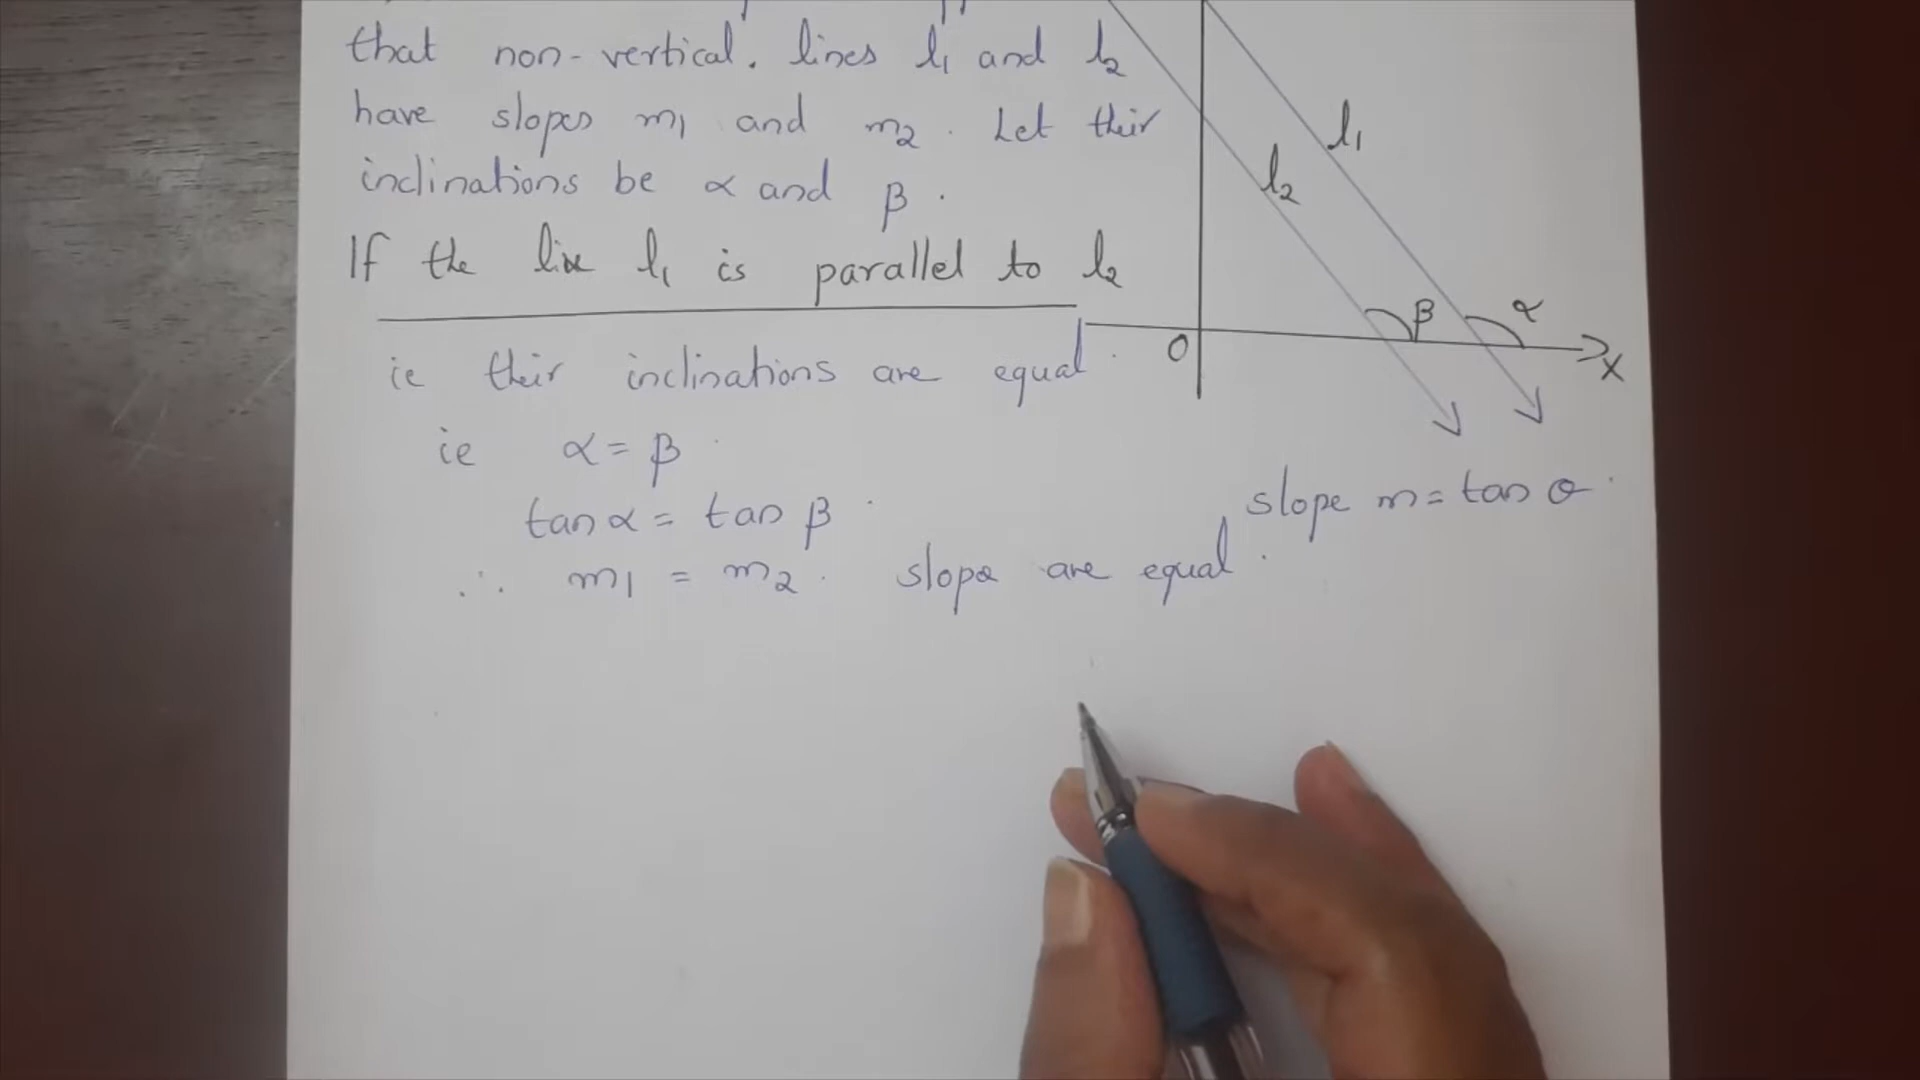 that non-vertical. lines l₁ and l₂
have slopes m₁ and m₂. Let their
inclinations be α and β.
If the line l₁ is parallel to l₂
ie their inclinations are equal.
ie α = β.
tan α = tan β.
∴ m₁ = m₂. slope are equal.
slope m = tan θ.
l₁
l₂
β
α
O
X